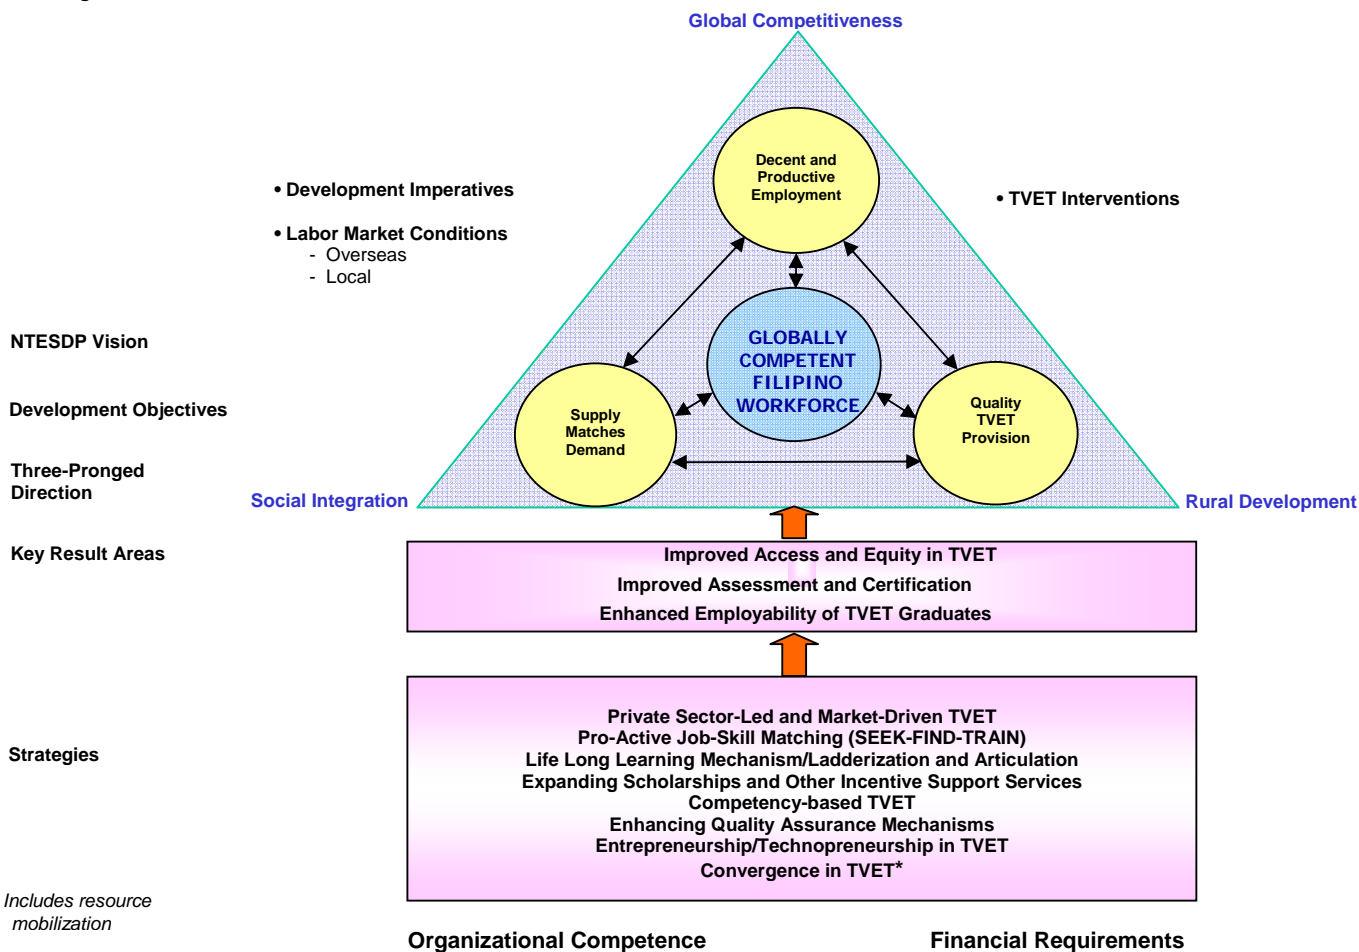 Global Competitiveness
Decent and
Productive
Employment
• Development Imperatives
• TVET Interventions
• Labor Market Conditions
- Overseas
- Local
NTESDP Vision
GLOBALLY
COMPETENT
FILIPINO
WORKFORCE
Development Objectives
Supply
Matches
Demand
Quality
TVET
Provision
Three-Pronged
Direction
Social Integration
Rural Development
Key Result Areas
Improved Access and Equity in TVET
Improved Assessment and Certification
Enhanced Employability of TVET Graduates
Strategies
Private Sector-Led and Market-Driven TVET
Pro-Active Job-Skill Matching (SEEK-FIND-TRAIN)
Life Long Learning Mechanism/Ladderization and Articulation
Expanding Scholarships and Other Incentive Support Services
Competency-based TVET
Enhancing Quality Assurance Mechanisms
Entrepreneurship/Technopreneurship in TVET
Convergence in TVET*
Includes resource
mobilization
Organizational Competence
Financial Requirements